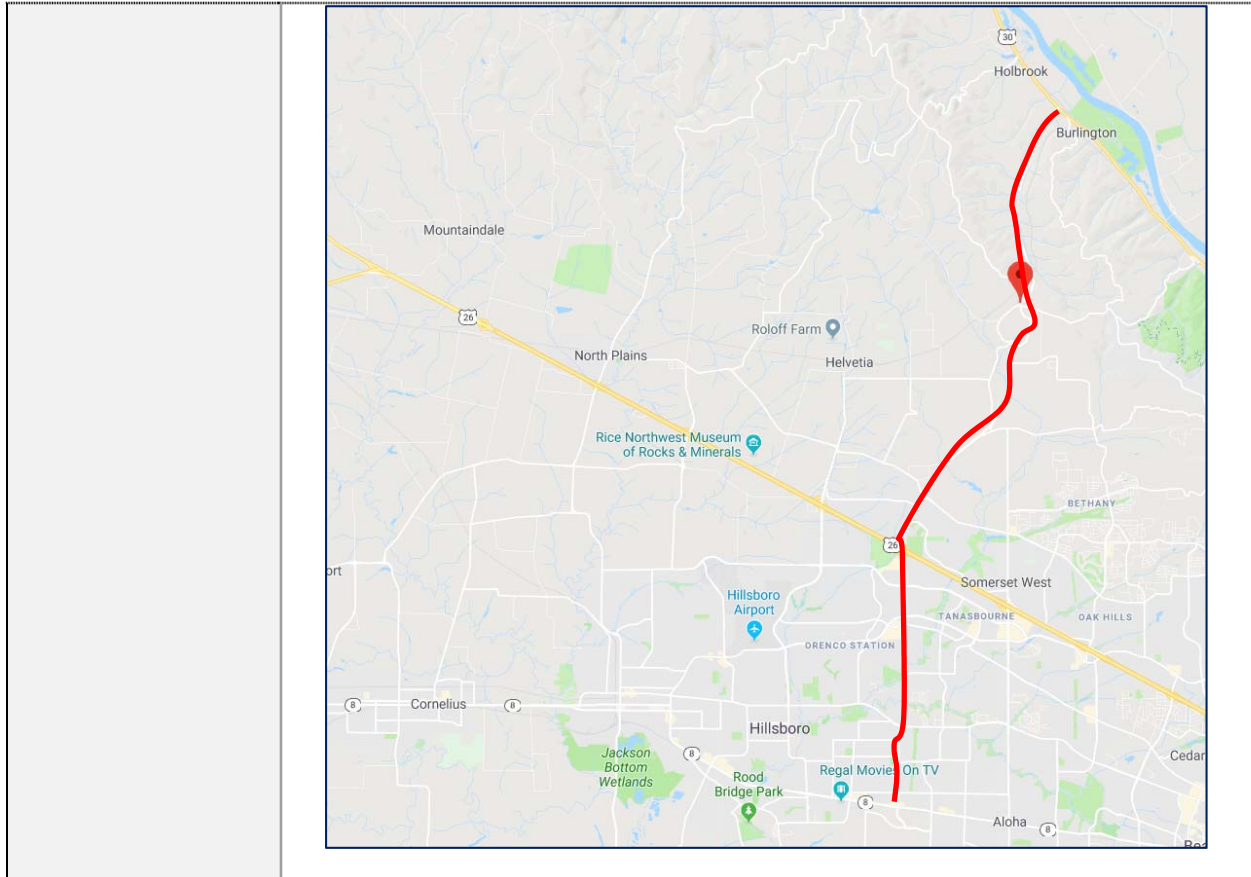 30
Holbrook
Burlington
Mountaindale
26
Roloff Farm
North Plains
Helvetia
Rice Northwest Museum
of Rocks & Minerals
BETHANY
26
ort
Somerset West
Hillsboro
Airport
TANASBOURNE
OAK HILLS
ORENCO STATION
8
Cornelius
8
Hillsboro
Jackson
Bottom
Wetlands
8
Cedar
Regal Movies On TV
Rood
Bridge Park
8
Aloha
8
Bea